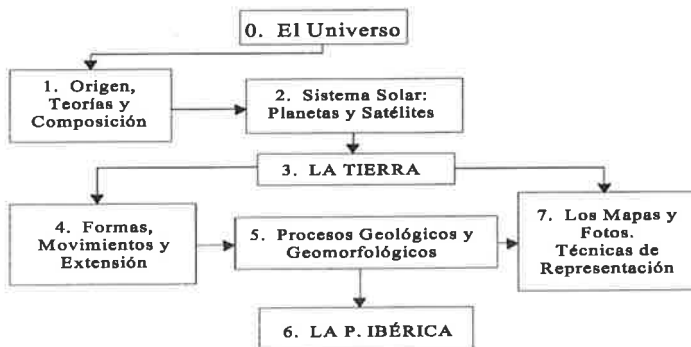 0. El Universo
1. Origen,
Teorías y
Composición
2. Sistema Solar:
Planetas y Satélites
3. LA TIERRA
4. Formas,
Movimientos y
Extensión
5. Procesos Geológicos y
Geomorfológicos
7. Los Mapas y
Fotos.
Técnicas de
Representación
6. LA P. IBÉRICA